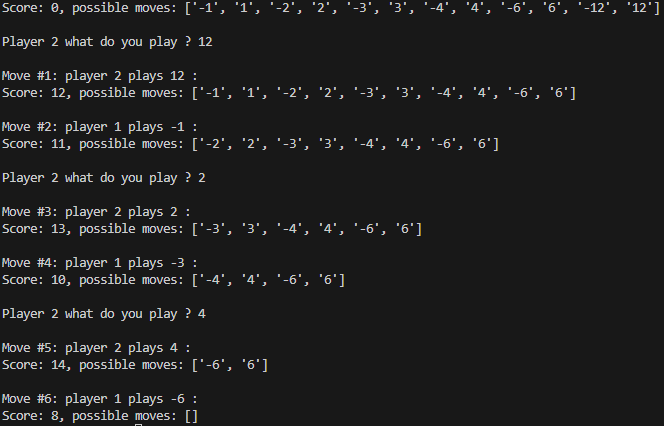 Score: 0, possible moves: ['-1', '1', '-2', '2', '-3', '3', '-4', '4', '-6', '6', '-12', '12']
Player 2 what do you play ? 12
Move #1: player 2 plays 12 :
Score: 12, possible moves: ['-1', '1', '-2', '2', '-3', '3', '-4', '4', '-6', '6']
Move #2: player 1 plays -1 :
Score: 11, possible moves: ['-2', '2', '-3', '3', '-4', '4', '-6', '6']
Player 2 what do you play ? 2
Move #3: player 2 plays 2 :
Score: 13, possible moves: ['-3', '3', '-4', '4', '-6', '6']
Move #4: player 1 plays -3 :
Score: 10, possible moves: ['-4', '4', '-6', '6']
Player 2 what do you play ? 4
Move #5: player 2 plays 4 :
Score: 14, possible moves: ['-6', '6']
Move #6: player 1 plays -6 :
Score: 8, possible moves: []